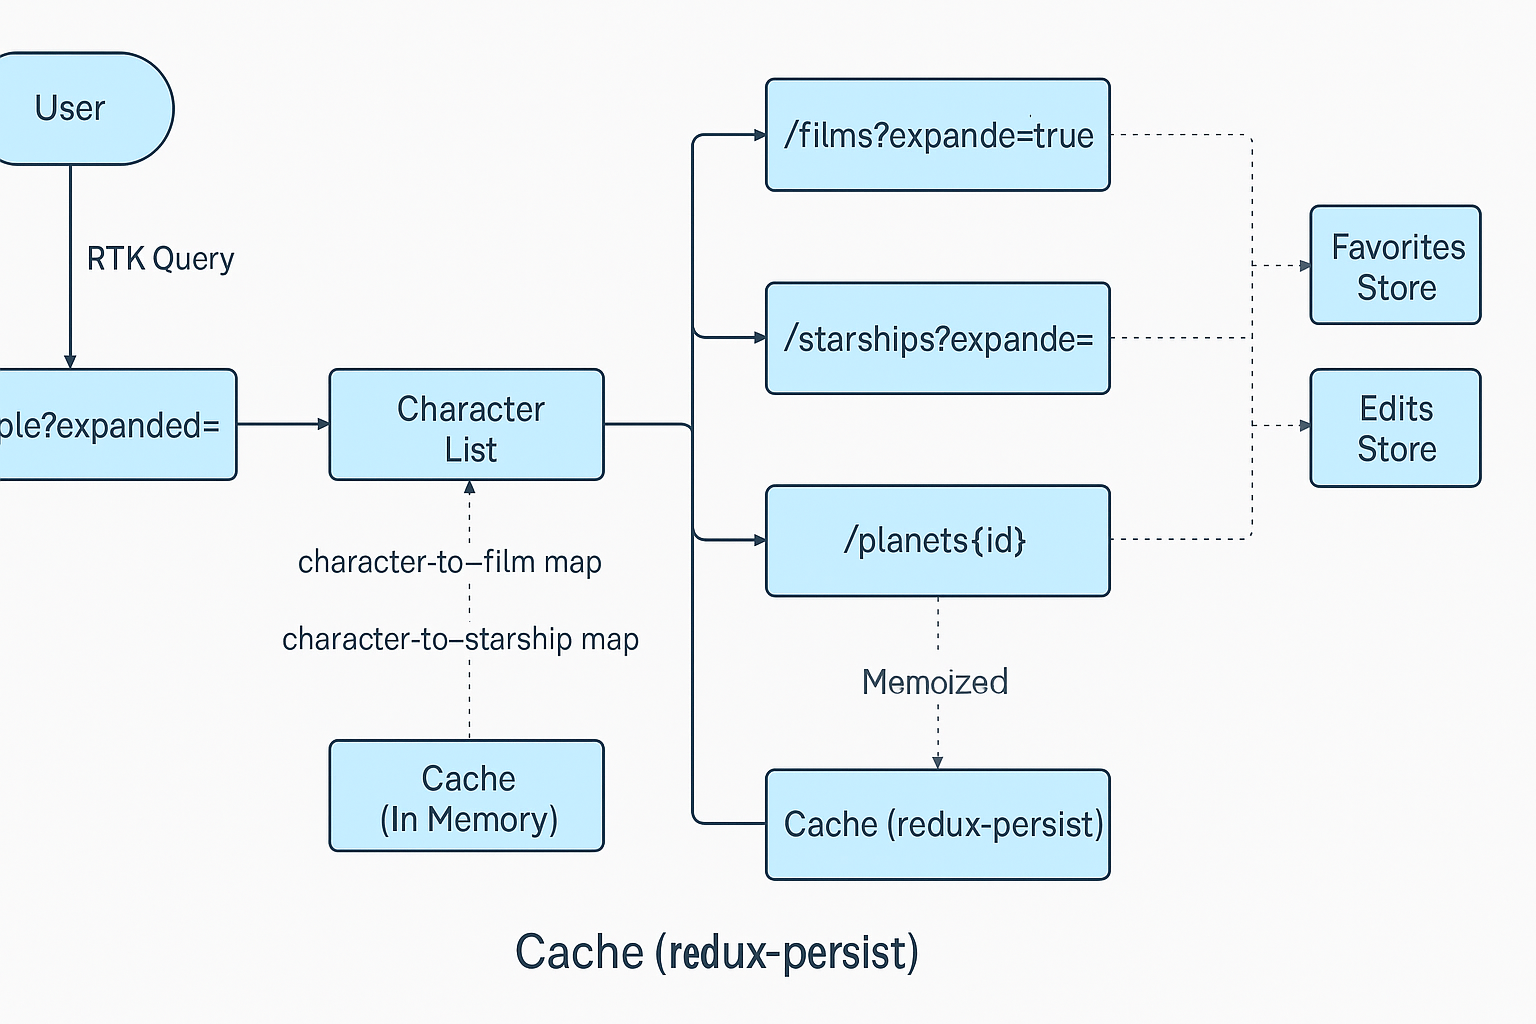 User
RTK Query
ple?expanded=
Character
List
character-to–film map
character-to–starship map
Cache
(In Memory)
/films?expande=true
/starships?expande=
/planets{id}
Memoized
Cache (redux-persist)
Favorites
Store
Edits
Store
Cache (redux-persist)